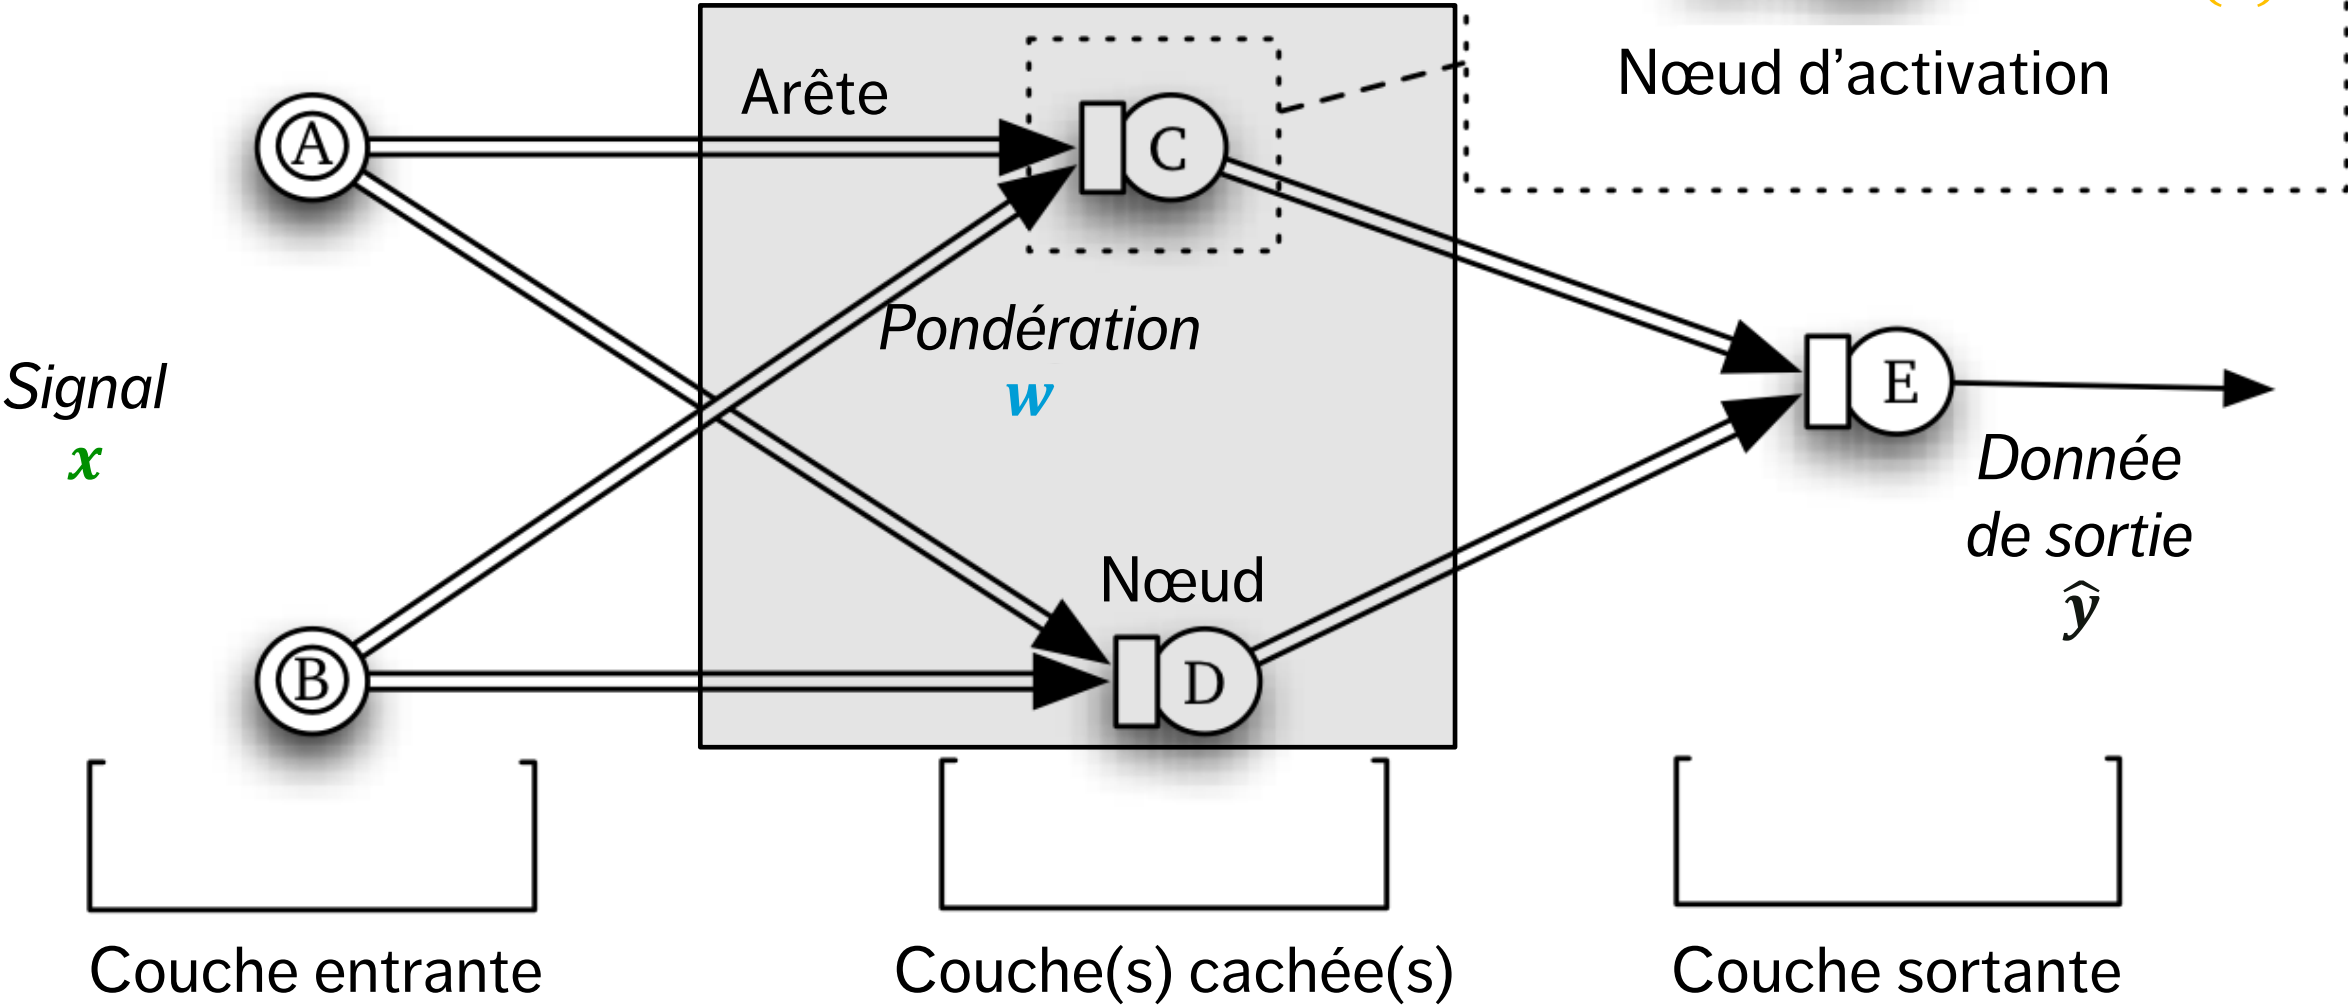 Nœud d’activation
Arête
A
C
Pondération
w
Signal
x
E
Donnée
de sortie
ŷ
Nœud
B
D
Couche entrante
Couche(s) cachée(s)
Couche sortante